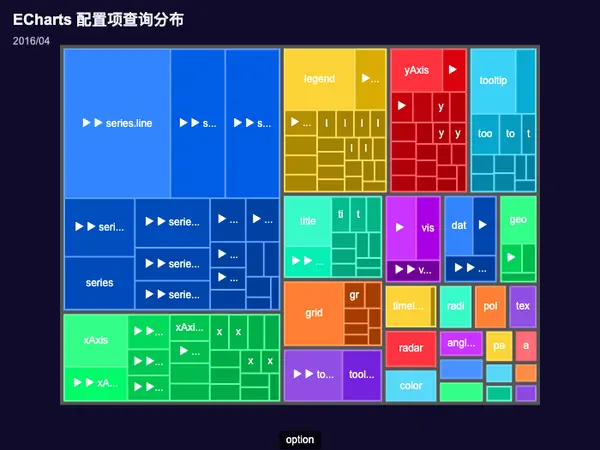 ECharts 配置项查询分布
2016/04
▶▶series.line
▶▶s...
▶▶s...
▶▶seri...
▶▶serie...
▶...
▶...
series
▶▶serie...
▶▶serie...
▶...
▶...
xAxis
▶▶xA...
▶▶...
▶▶...
▶▶...
xAxi...
▶...
x
x
x
x
legend
▶...
▶...
l
l
l
l
l
l
yAxis
▶
▶
y
y
y
tooltip
too
to
t
title
▶▶...
ti
t
▶
vis
▶▶v...
dat
▶
▶▶...
geo
▶
grid
gr
▶▶to...
tool...
timel...
radi
pol
tex
radar
angl...
pa
a
color
option